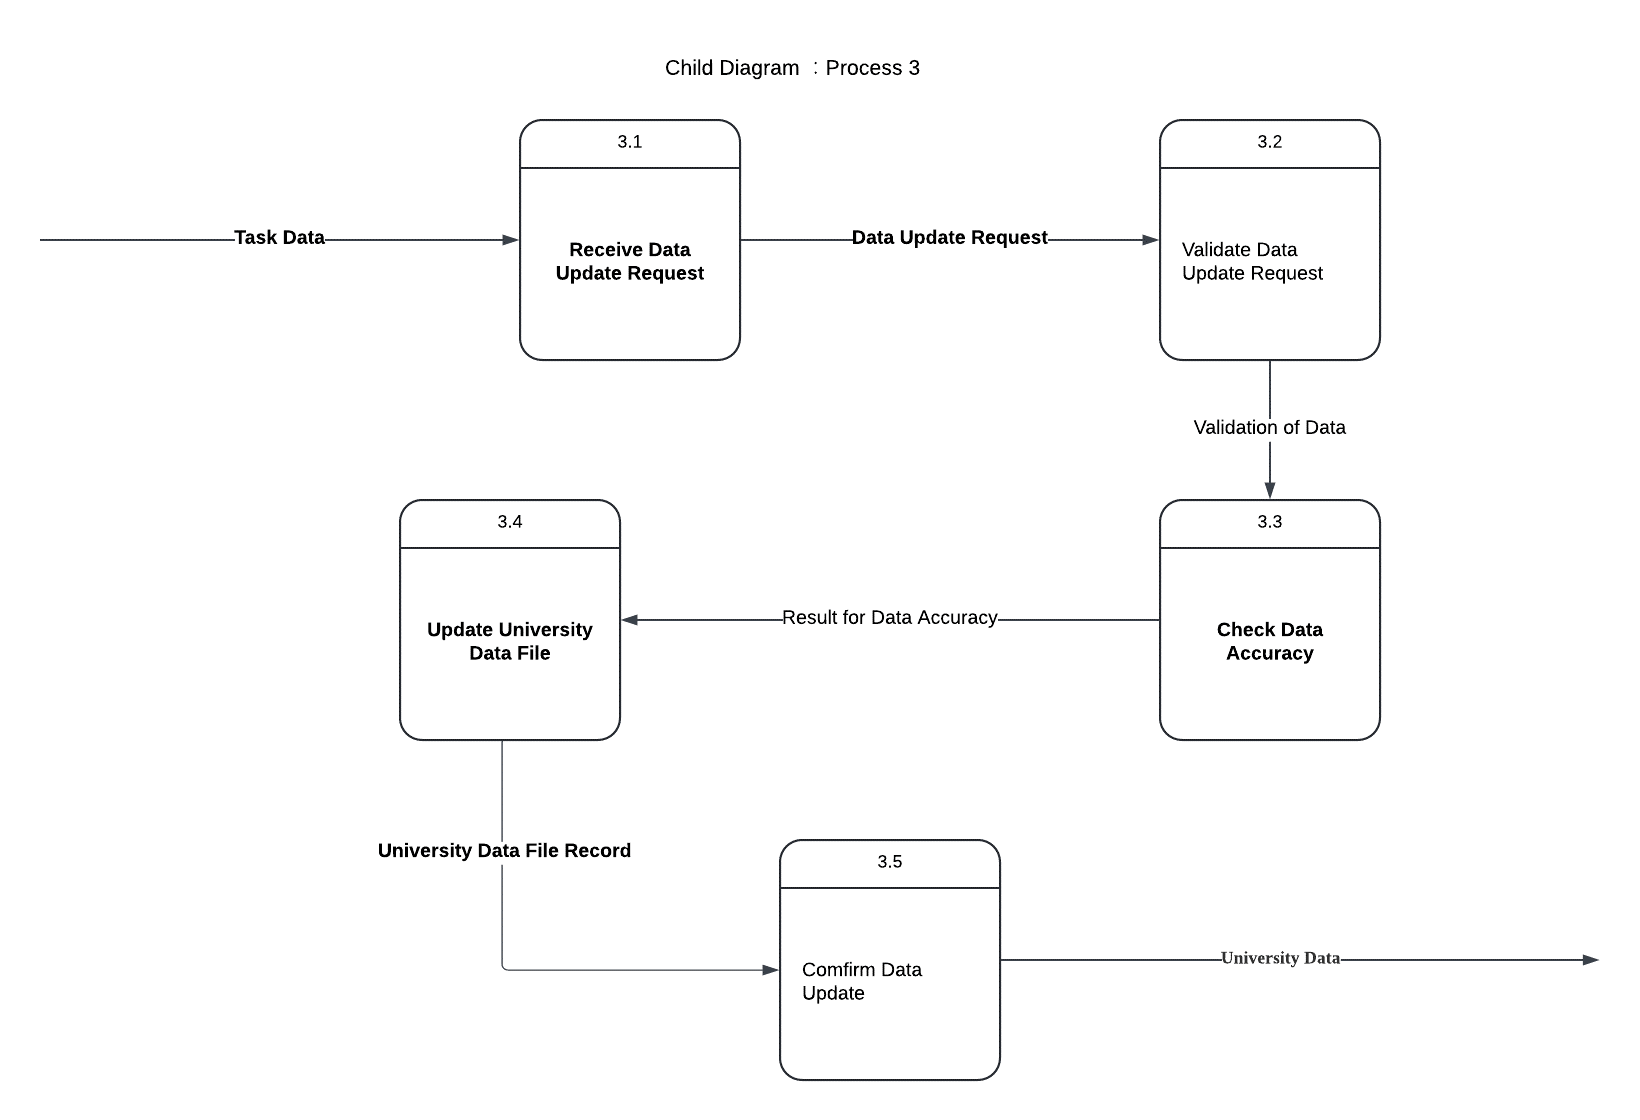 Child Diagram ：Process 3
3.1
3.2
Task Data
Receive Data
Update Request
Data Update Request
Validate Data
Update Request
Validation of Data
3.4
3.3
Update University
Data File
Result for Data Accuracy
Check Data
Accuracy
University Data File Record
3.5
Comfirm Data
Update
University Data